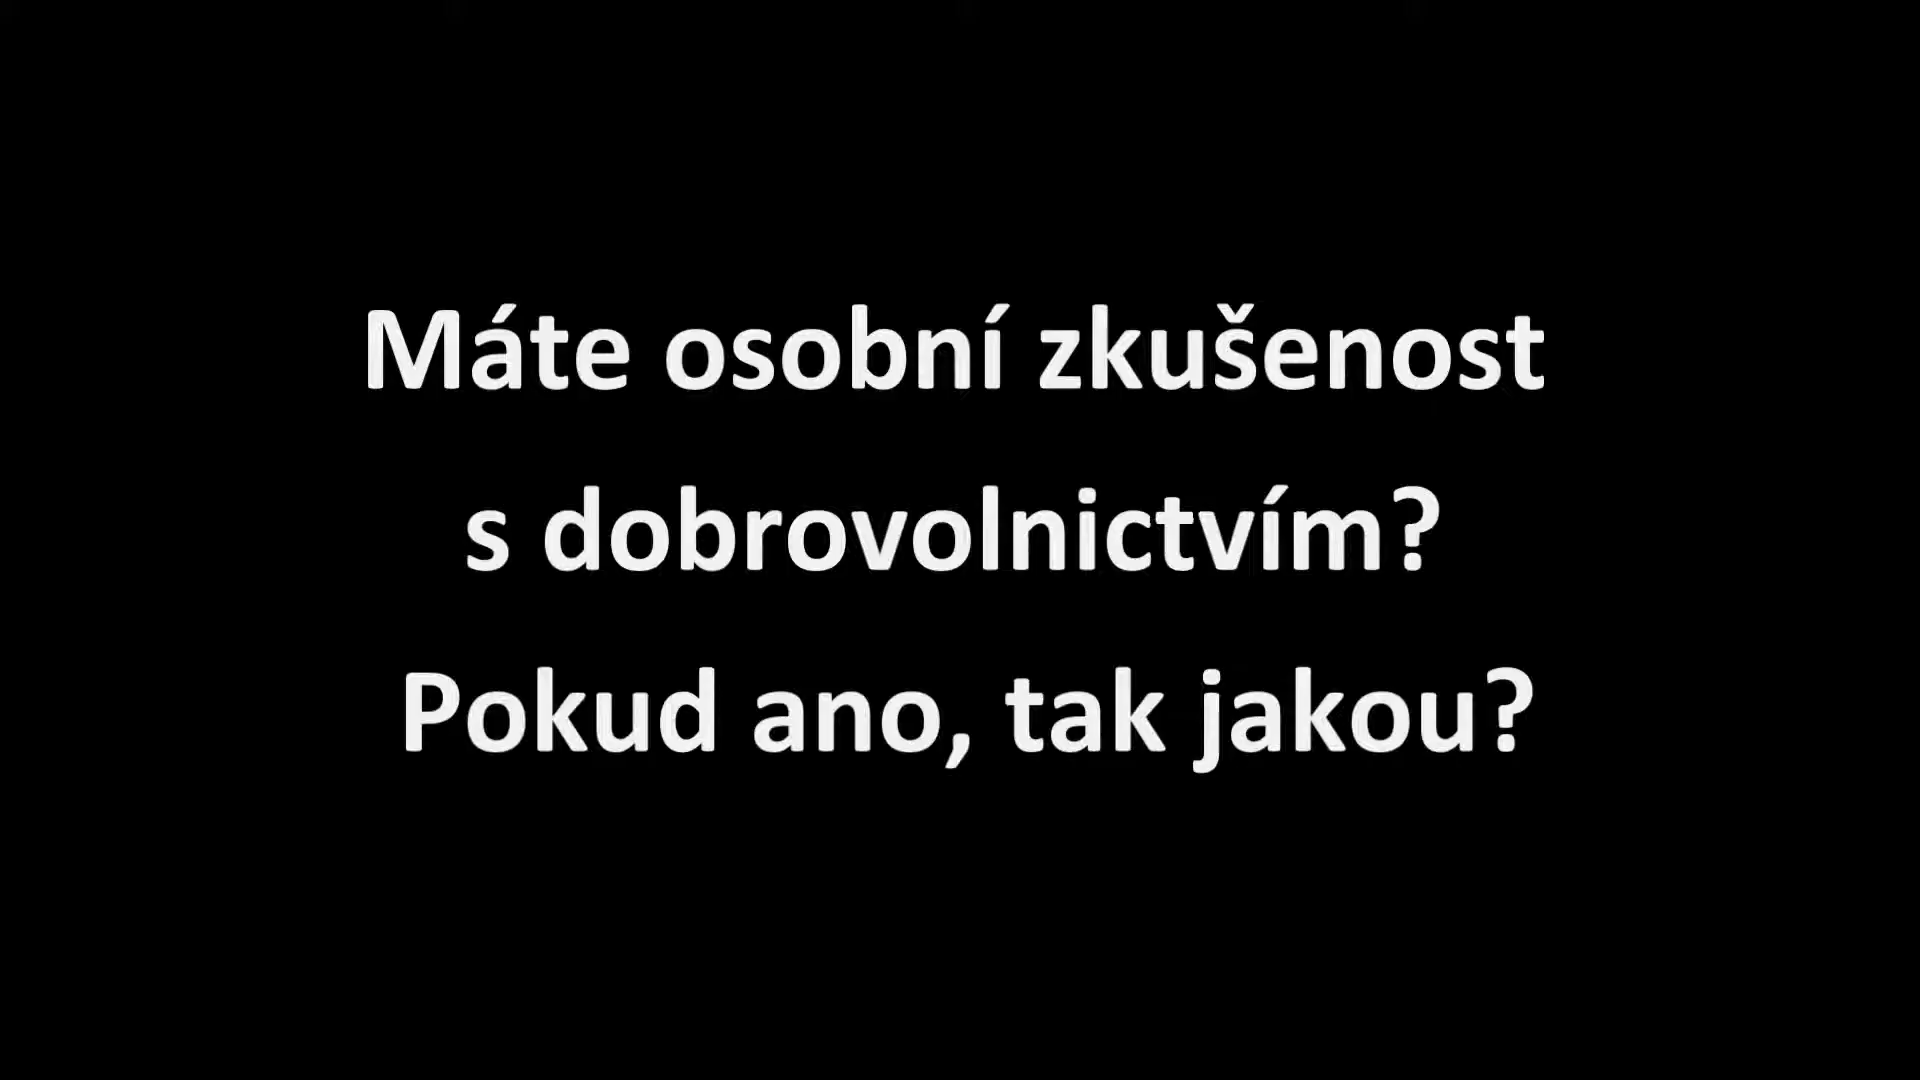 Máte osobní zkušenost
s dobrovolnictvím?
Pokud ano, tak jakou?